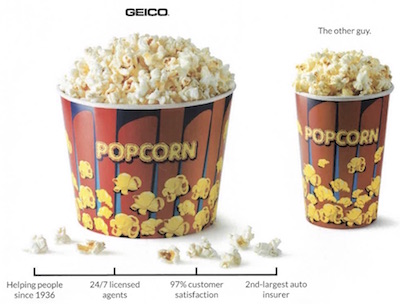 GEICO
The other guy.
POPCORN
POPCORN
Helping people
since 1936
24/7 licensed
agents
97% customer
satisfaction
2nd-largest auto
insurer